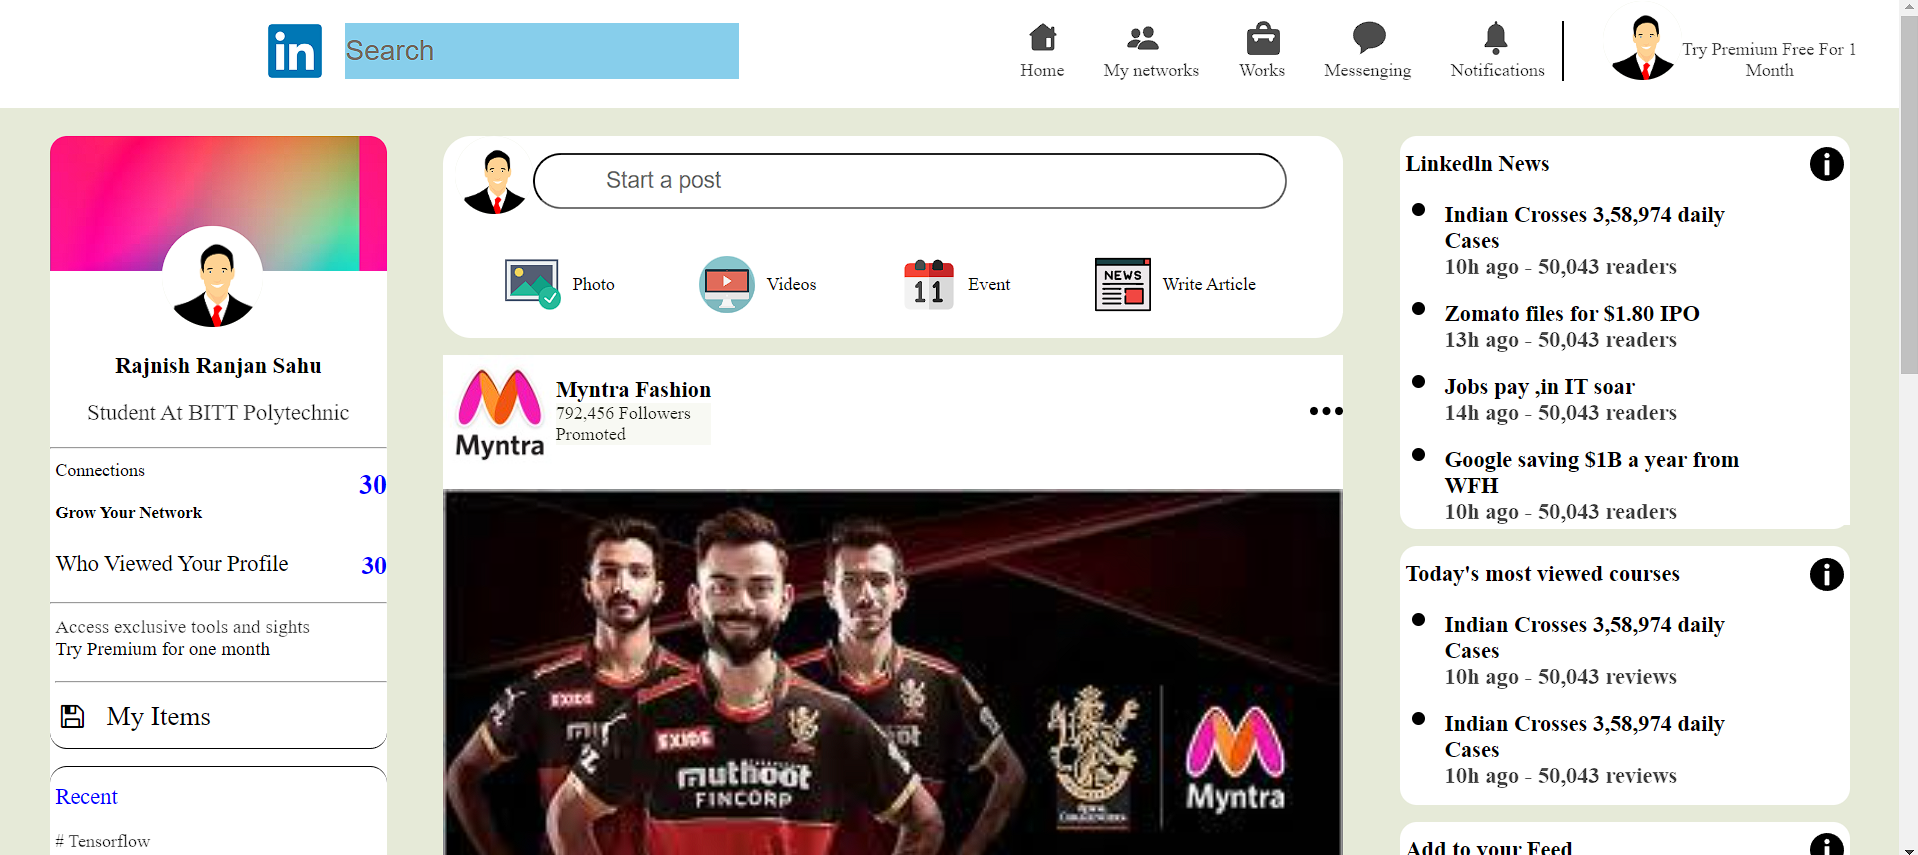 in
Search
Home
My networks
Works
Messenging
Notifications
Try Premium Free For 1
Month
Rajnish Ranjan Sahu
Student At BITT Polytechnic
Connections
30
Grow Your Network
Who Viewed Your Profile
30
Access exclusive tools and sights
Try Premium for one month
My Items
Recent
# Tensorflow
Start a post
Photo
Videos
11
Event
NEWS
Write Article
Myntra
Myntra Fashion
792,456 Followers
Promoted
EXIDE
EXIDE
muthoot
FINCORP
Myntra
LinkedIn News
Indian Crosses 3,58,974 daily
Cases
10h ago - 50,043 readers
Zomato files for $1.80 IPO
13h ago - 50,043 readers
Jobs pay ,in IT soar
14h ago - 50,043 readers
Google saving $1B a year from
WFH
10h ago - 50,043 readers
Today's most viewed courses
Indian Crosses 3,58,974 daily
Cases
10h ago - 50,043 reviews
Indian Crosses 3,58,974 daily
Cases
10h ago - 50,043 reviews
Add to your Feed